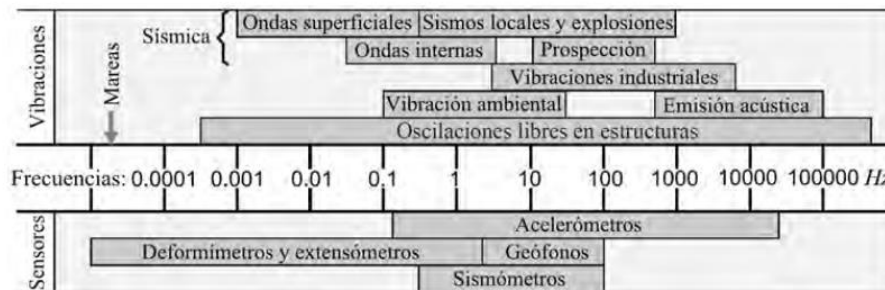 Vibraciones
Sísmica
Mareas
Ondas superficiales Sismos locales y explosiones
Ondas internas Prospección
Vibraciones industriales
Vibración ambiental Emisión acústica
Oscilaciones libres en estructuras
Frecuencias: 0.0001 0.001 0.01 0.1 1 10 100 1000 10000 100000 Hz
Sensores
Acelerómetros
Deformímetros y extensómetros Geófonos
Sismómetros